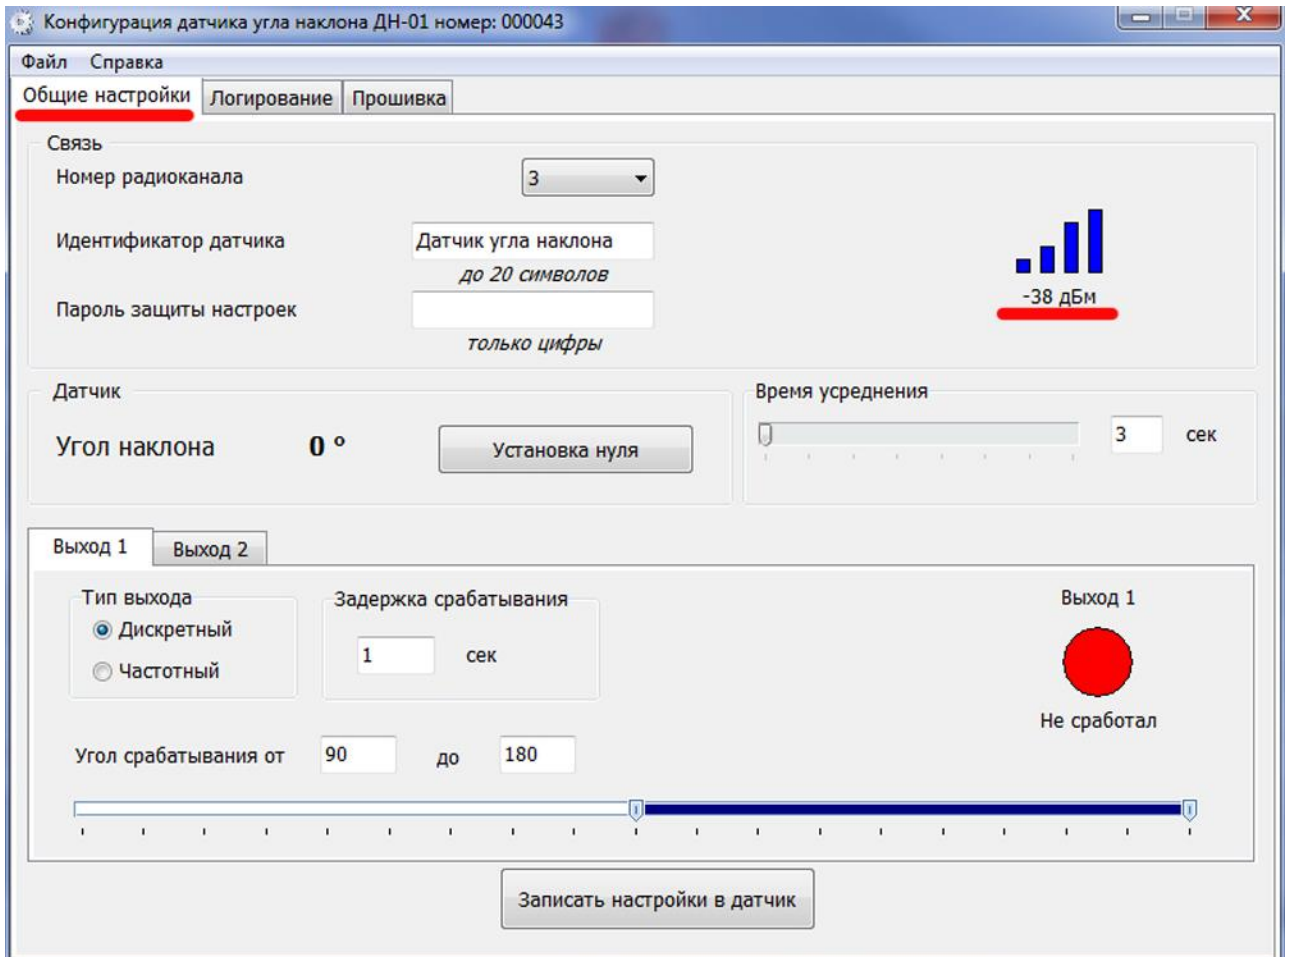 Конфигурация датчика угла наклона ДН-01 номер: 000043
Файл Справка
Общие настройки Логирование Прошивка
Связь
Номер радиоканала 3
Идентификатор датчика Датчик угла наклона
до 20 символов
-38 дБм
Пароль защиты настроек
только цифры
Датчик Время усреднения
Угол наклона 0 ° Установка нуля 3 сек
Выход 1 Выход 2
Тип выхода Задержка срабатывания Выход 1
Дискретный
1 сек
Частотный
Не сработал
Угол срабатывания от 90 до 180
Записать настройки в датчик